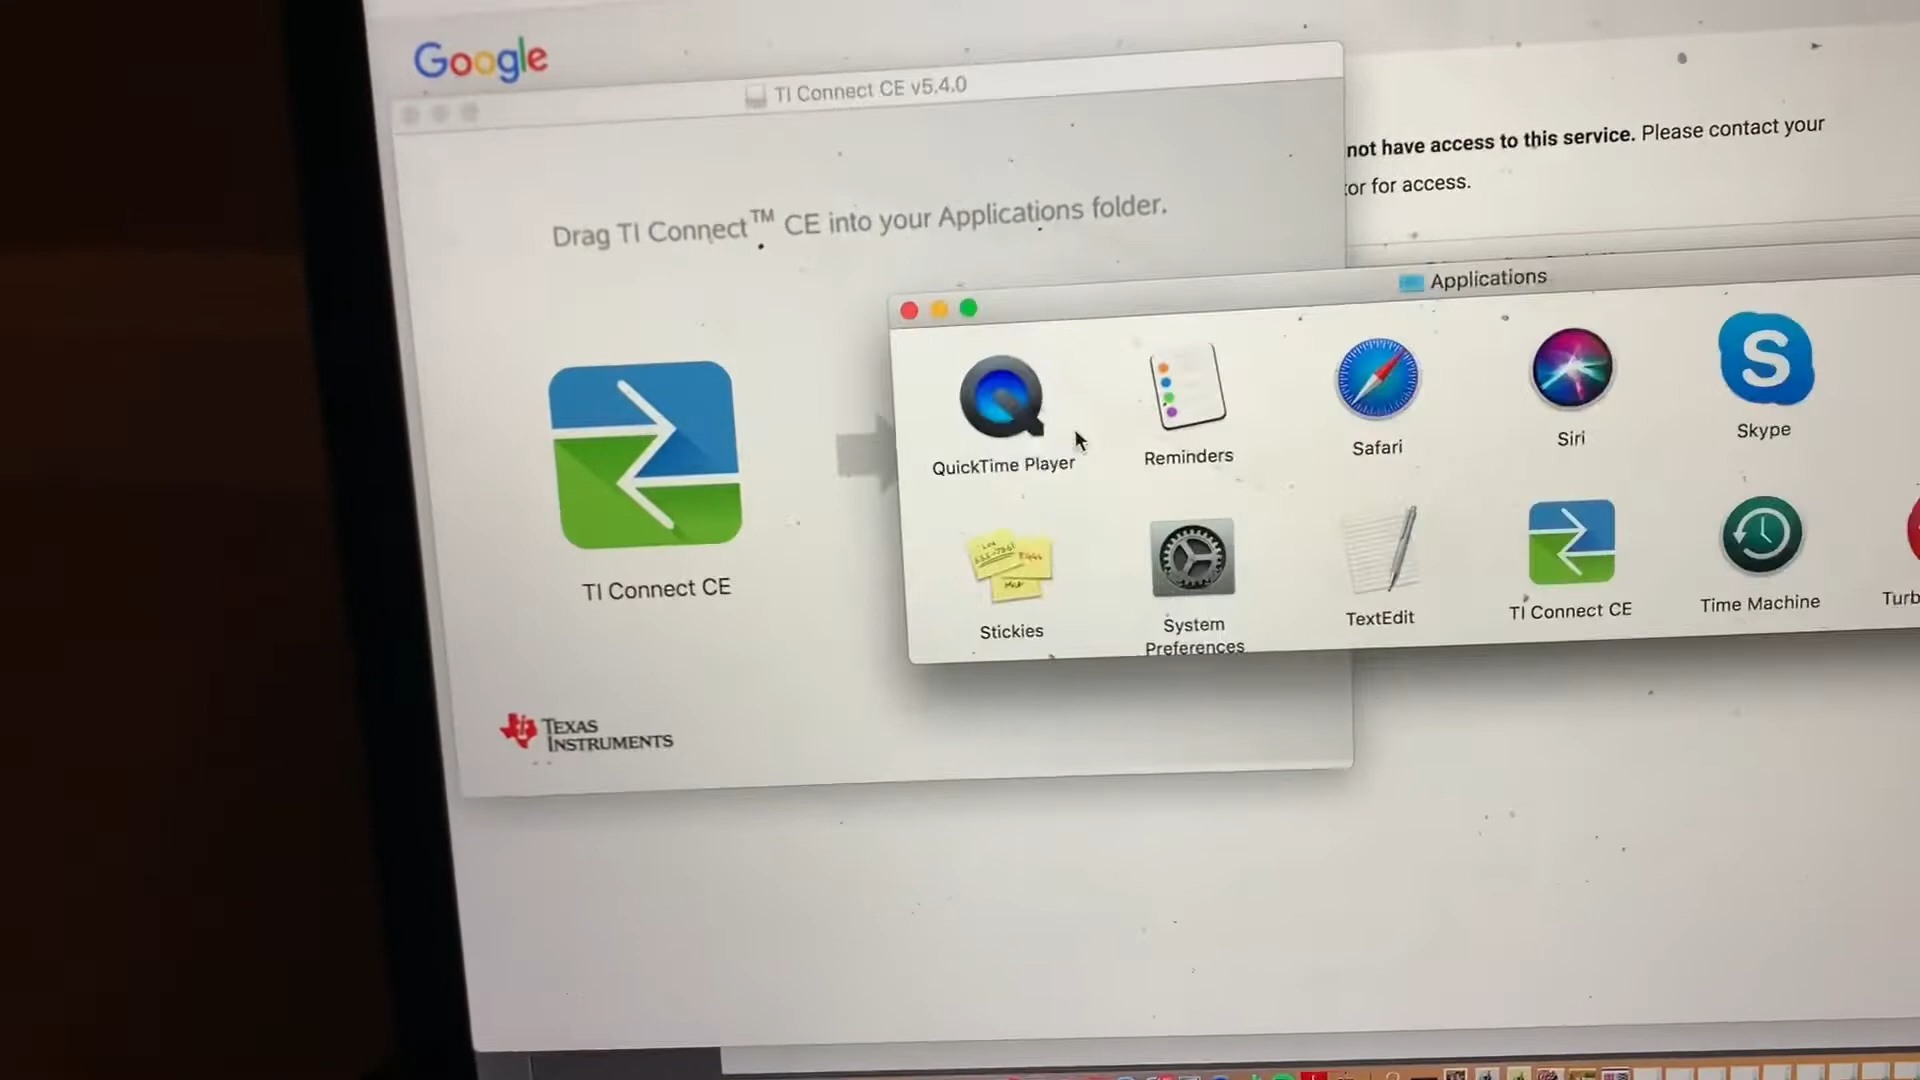 Google
TI Connect CE v5.4.0
not have access to this service. Please contact your
or for access.
Drag TI Connect™ CE into your Applications folder.
Applications
QuickTime Player
Reminders
Safari
Siri
Skype
TI Connect CE
Stickies
System
Preferences
TextEdit
TI Connect CE
Time Machine
Turb
TEXAS
INSTRUMENTS